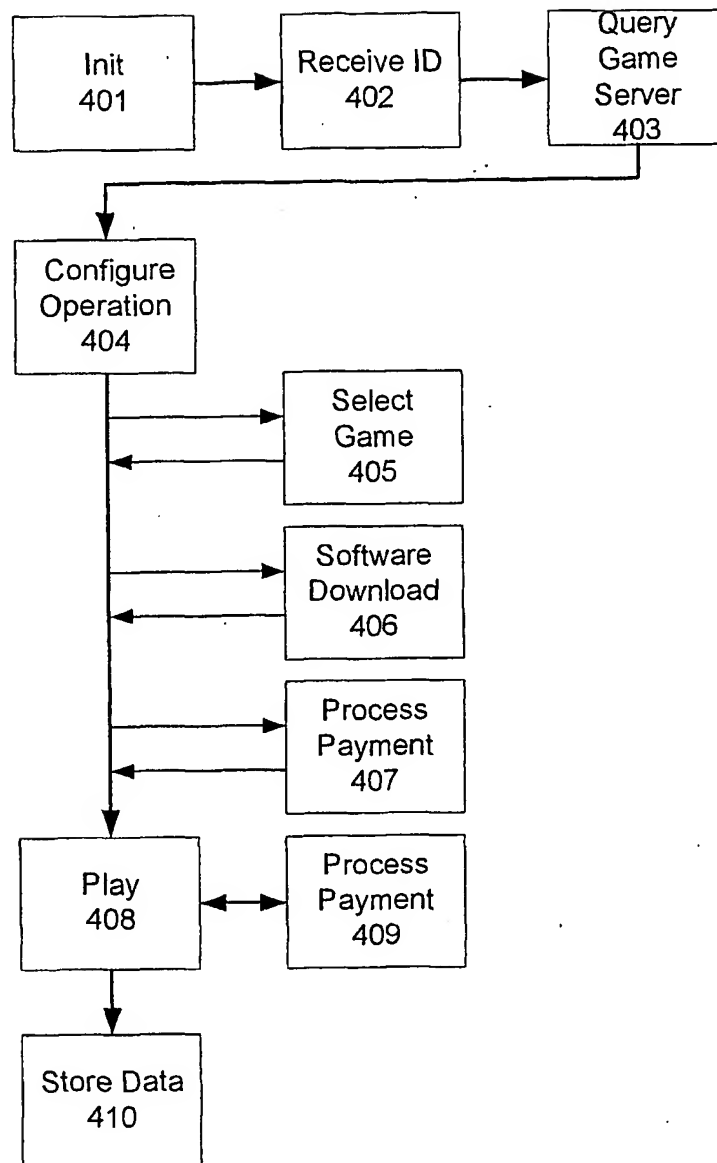 Init
401
Receive ID
402
Query
Game
Server
403
Configure
Operation
404
Select
Game
405
Software
Download
406
Process
Payment
407
Play
408
Process
Payment
409
Store Data
410